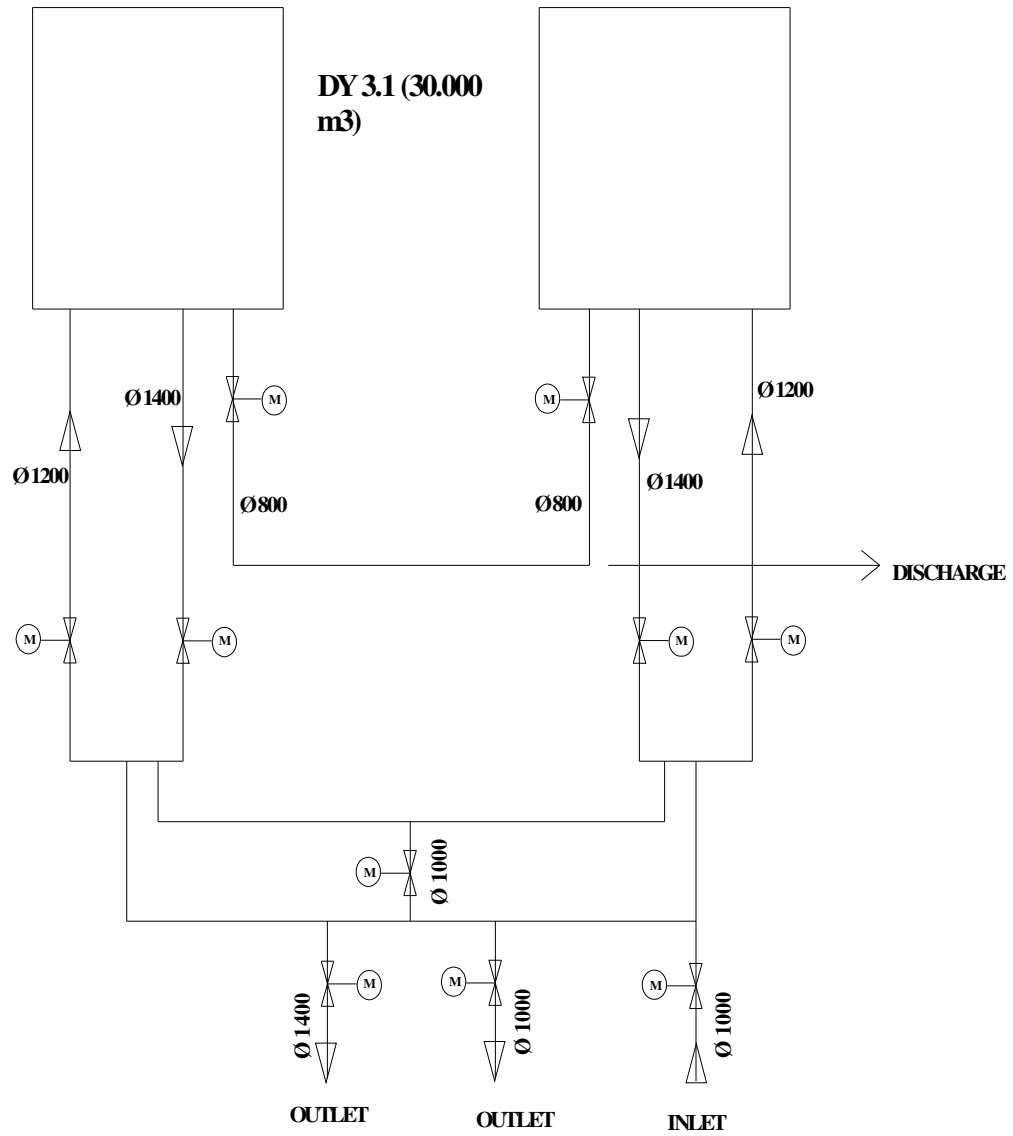 DY 3.1 (30.000
m3)
Ø1400
M
M
Ø1200
Ø1200
Ø800
Ø800
Ø1400
DISCHARGE
M
M
M
M
M
Ø 1000
M
M
M
Ø 1400
Ø 1000
Ø 1000
OUTLET
OUTLET
INLET